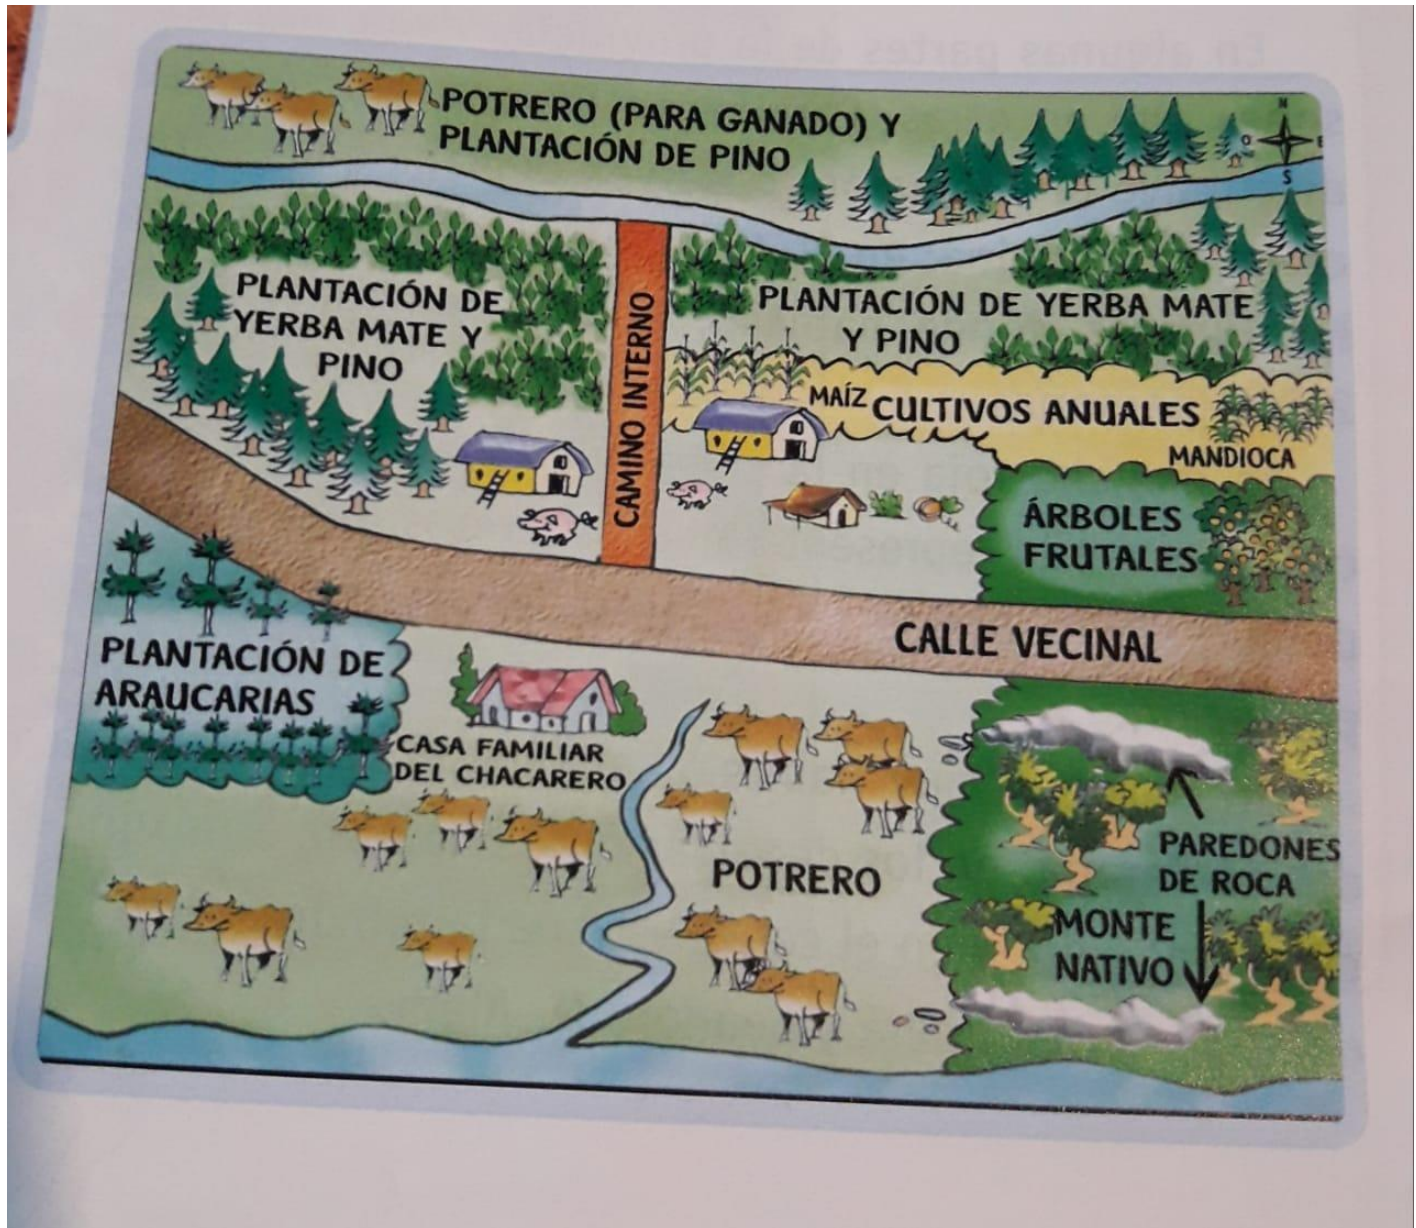 POTRERO (PARA GANADO) Y
PLANTACIÓN DE PINO
N
O
E
S
PLANTACIÓN DE
YERBA MATE Y
PINO
CAMINO INTERNO
PLANTACIÓN DE YERBA MATE
Y PINO
MAÍZ
CULTIVOS ANUALES
MANDIOCA
ÁRBOLES
FRUTALES
CALLE VECINAL
PLANTACIÓN DE
ARAUCARIAS
CASA FAMILIAR
DEL CHACARERO
POTRERO
PAREDONES
DE ROCA
MONTE
NATIVO